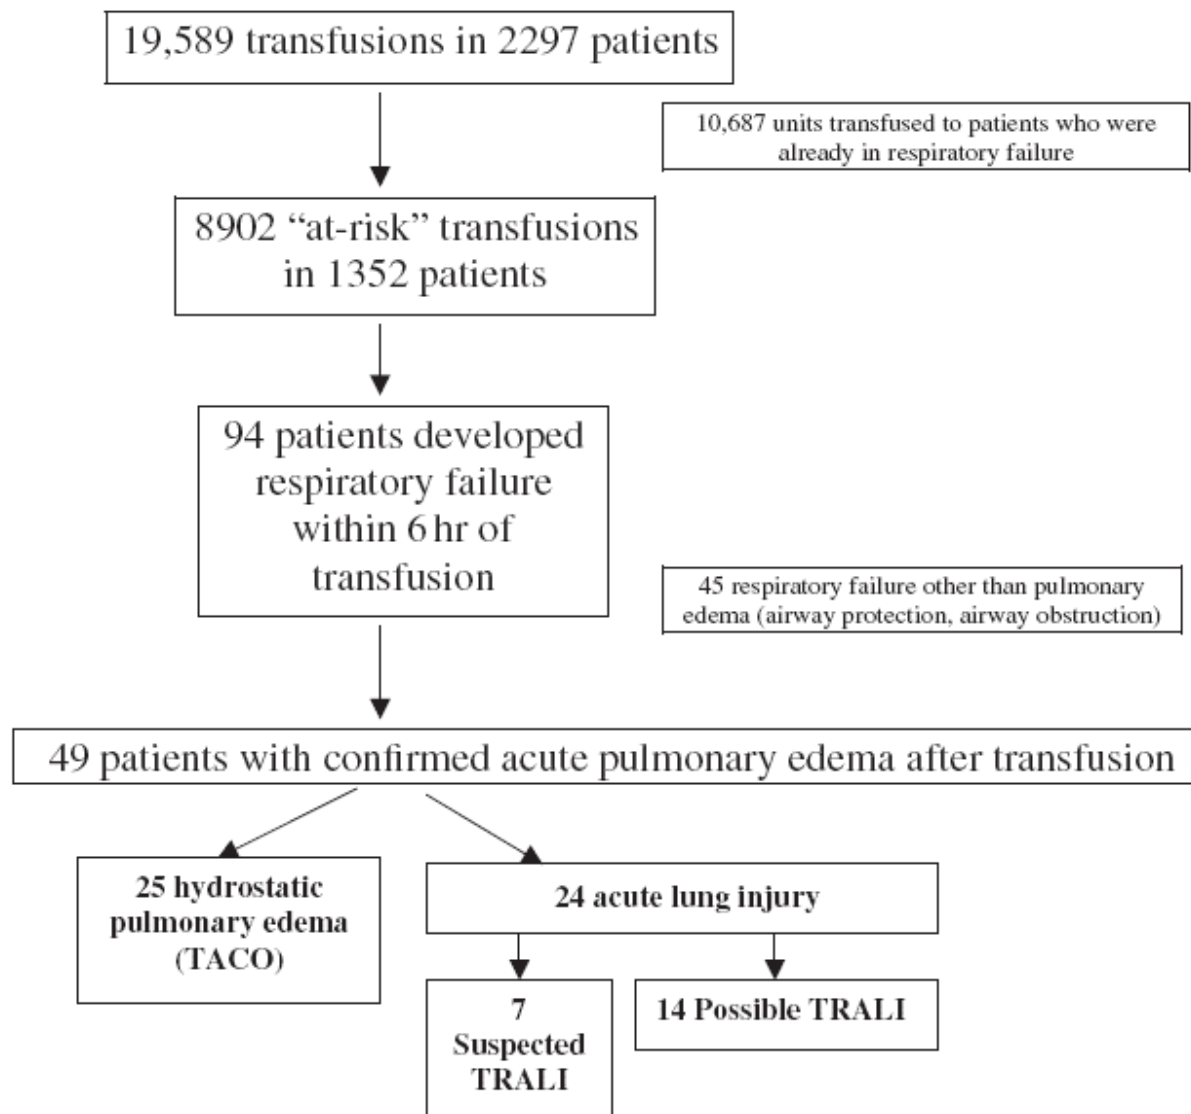 19,589 transfusions in 2297 patients
10,687 units transfused to patients who were
already in respiratory failure
8902 “at-risk” transfusions
in 1352 patients
94 patients developed
respiratory failure
within 6 hr of
transfusion
45 respiratory failure other than pulmonary
edema (airway protection, airway obstruction)
49 patients with confirmed acute pulmonary edema after transfusion
25 hydrostatic
pulmonary edema
(TACO)
24 acute lung injury
7
Suspected
TRALI
14 Possible TRALI